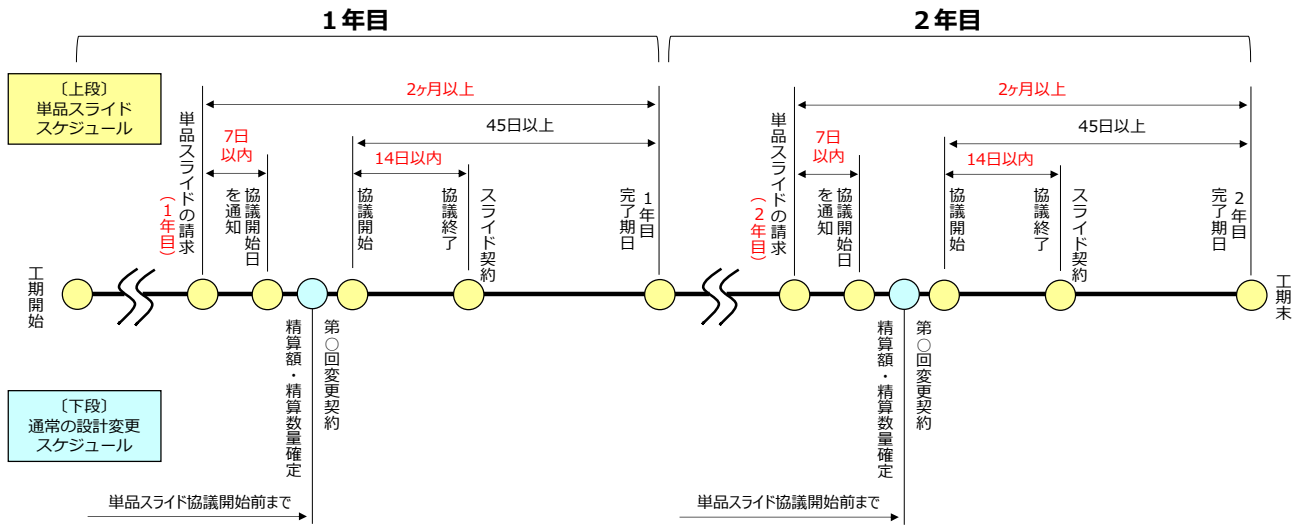 1年目
2年目
〔上段〕
単品スライド
スケジュール
2ヶ月以上
45日以上
7日
以内
14日以内
単品スライドの請求
（1年目）
協議開始日
を通知
協議開始
協議終了
スライド契約
1年目
完了期日
2ヶ月以上
45日以上
7日
以内
14日以内
単品スライドの請求
（2年目）
協議開始日
を通知
協議開始
協議終了
スライド契約
2年目
完了期日
工期開始
工期末
〔下段〕
通常の設計変更
スケジュール
第○回変更契約
精算額・精算数量確定
単品スライド協議開始前まで
第○回変更契約
精算額・精算数量確定
単品スライド協議開始前まで